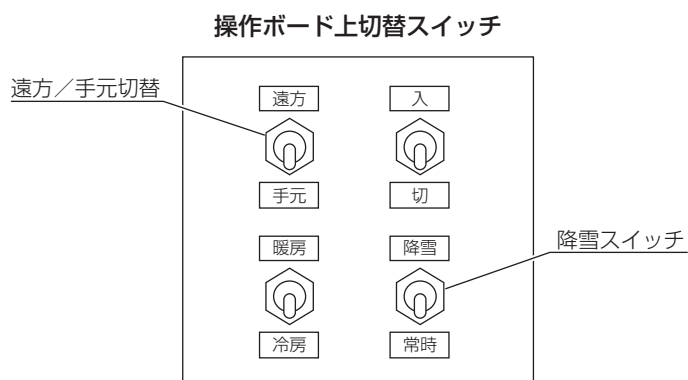 操作ボード上切替スイッチ
遠方／手元切替
遠方
入
手元
切
暖房
降雪
降雪スイッチ
冷房
常時